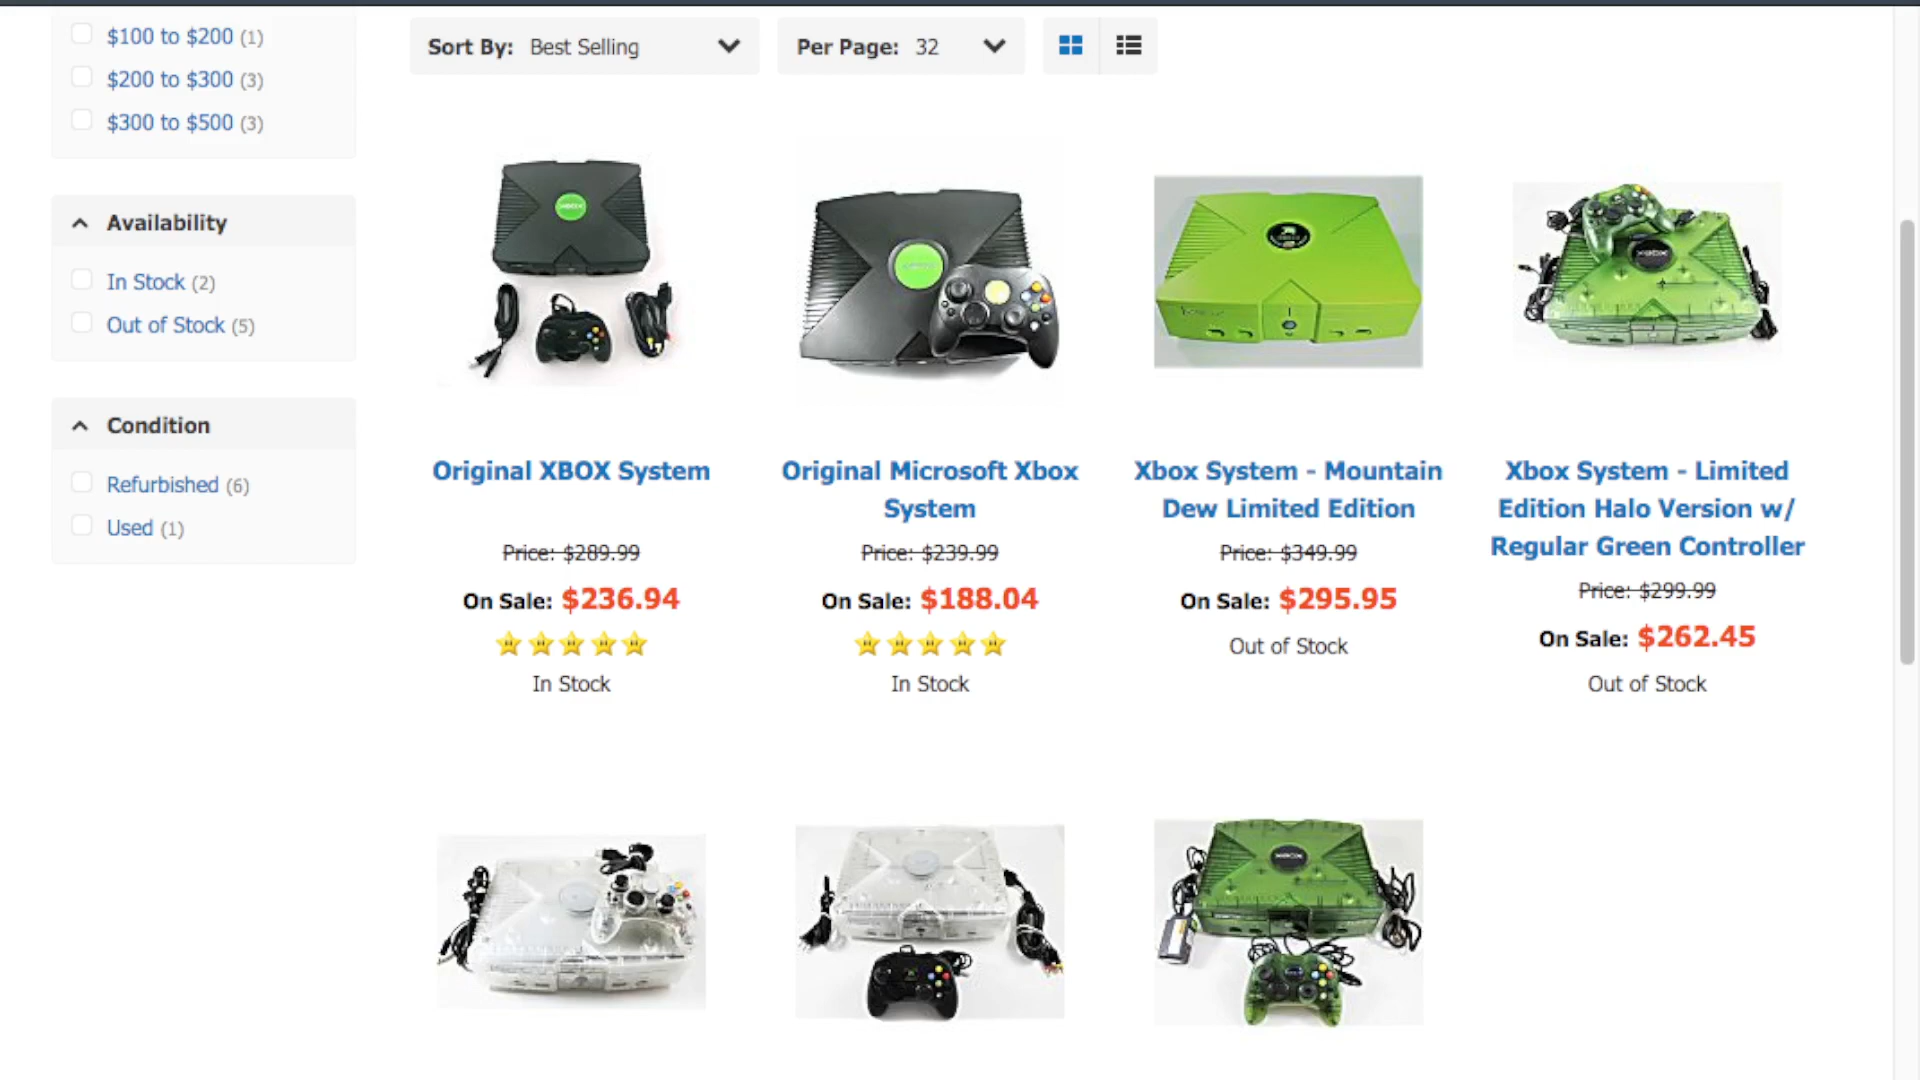 $100 to $200 (1)
$200 to $300 (3)
$300 to $500 (3)
Availability
In Stock (2)
Out of Stock (5)
Condition
Refurbished (6)
Used (1)
Sort By: Best Selling
Per Page: 32
Original XBOX System
Price: $289.99
On Sale: $236.94
In Stock
Original Microsoft Xbox
System
Price: $239.99
On Sale: $188.04
In Stock
Xbox System - Mountain
Dew Limited Edition
Price: $349.99
On Sale: $295.95
Out of Stock
Xbox System - Limited
Edition Halo Version w/
Regular Green Controller
Price: $299.99
On Sale: $262.45
Out of Stock